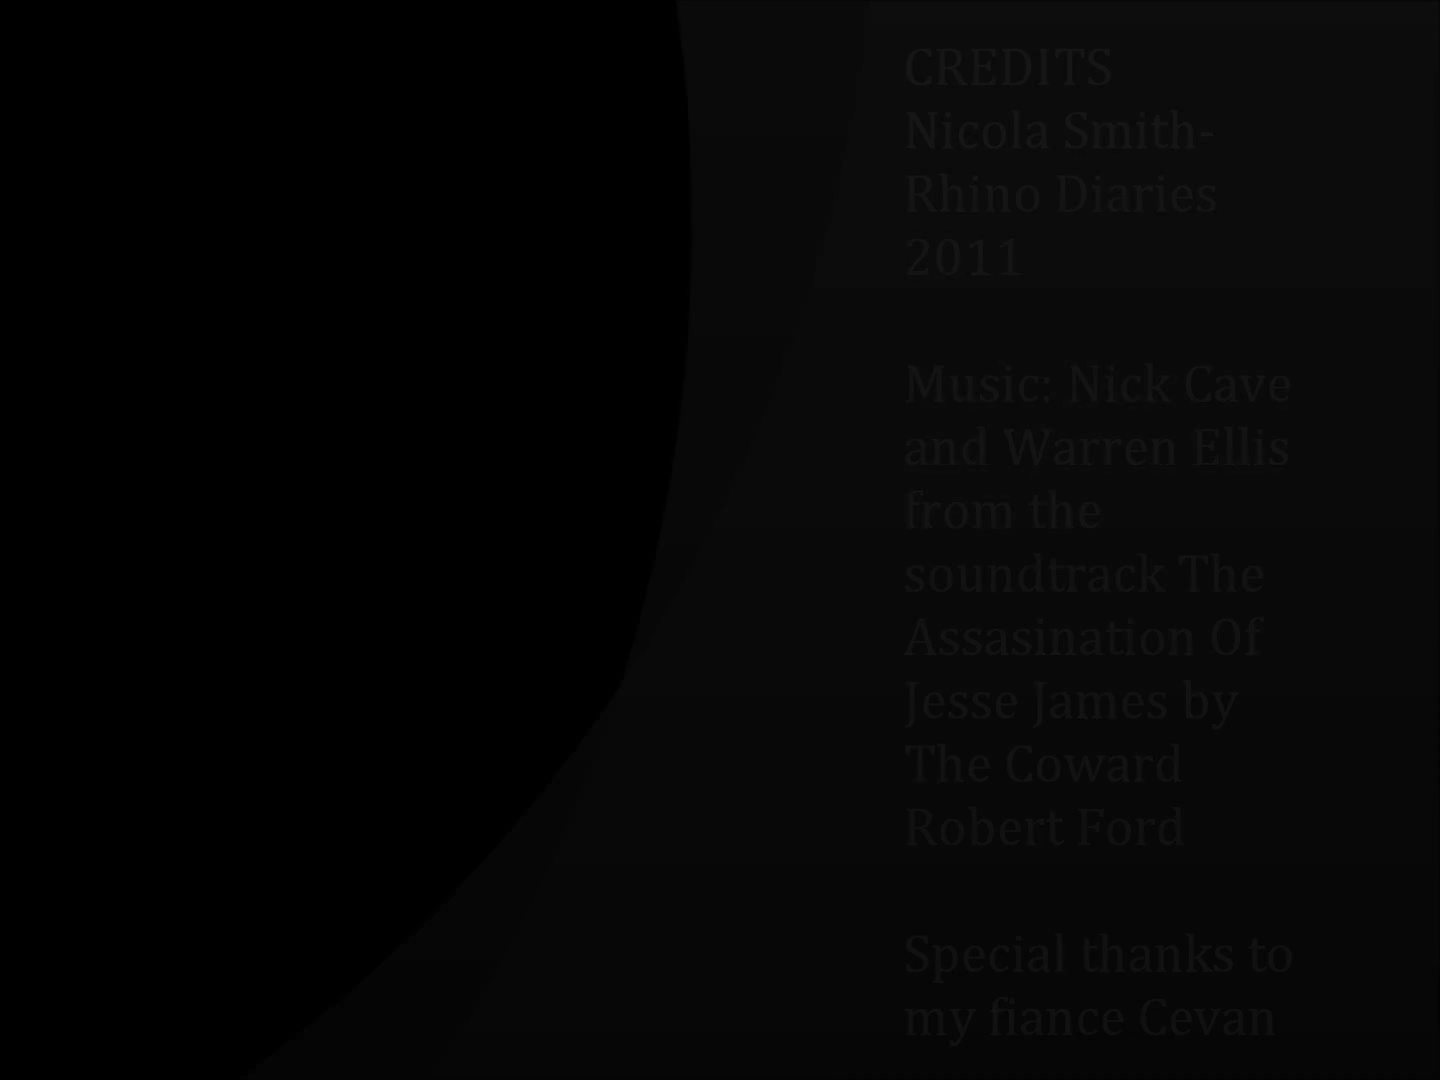 CREDITS
Nicola Smith-
Rhino Diaries
2011
Music: Nick Cave
and Warren Ellis
from the
soundtrack The
Assasination Of
Jesse James by
The Coward
Robert Ford
Special thanks to
my fiance Cevan